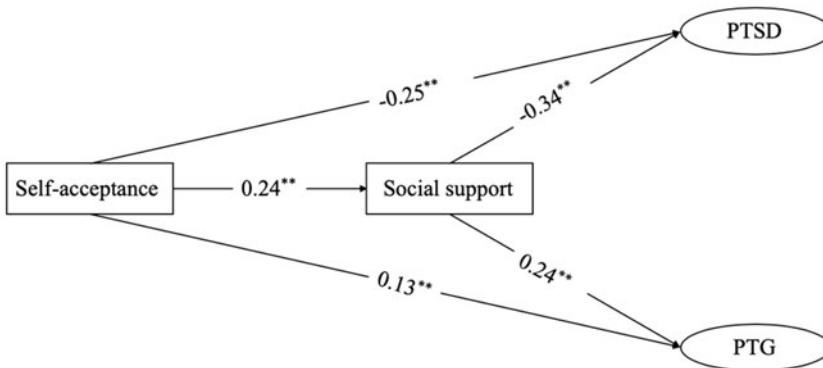 PTSD
-0.25**
-0.34**
Self-acceptance
0.24**
Social support
0.13**
0.24**
PTG